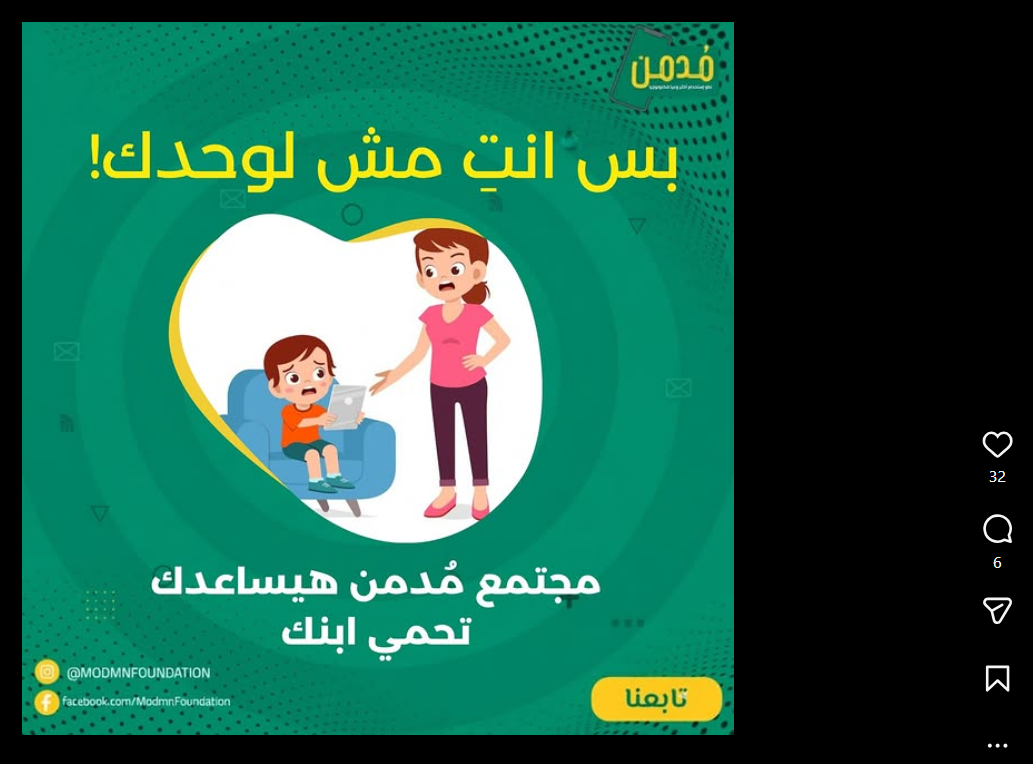 مُدمن
بس انتِ مش لوحدك!
مجتمع مُدمن هيساعدك
تحمي ابنك
@MODMNFOUNDATION
facebook.com/ModmnFoundation
تابعنا
32
6